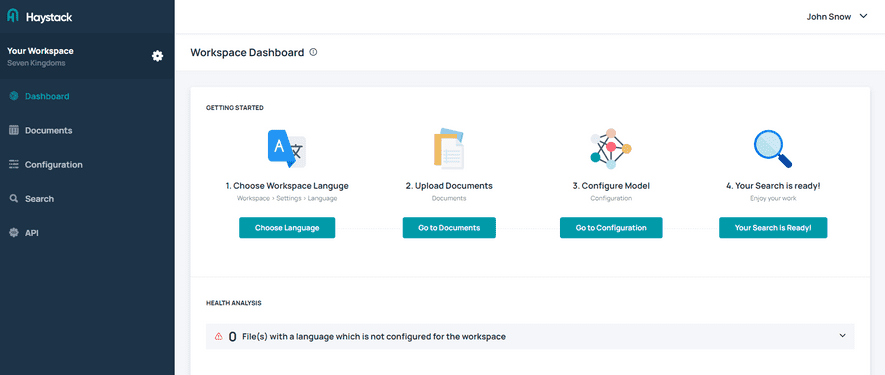 Haystack
John Snow
Your Workspace
Seven Kingdoms
Workspace Dashboard
Dashboard
Documents
Configuration
Search
API
GETTING STARTED
A 文
1. Choose Workspace Languge
Workspace > Settings > Language
Choose Language
2. Upload Documents
Documents
Go to Documents
3. Configure Model
Configuration
Go to Configuration
4. Your Search is ready!
Enjoy your work
Your Search is Ready!
HEALTH ANALYSIS
0 File(s) with a language which is not configured for the workspace